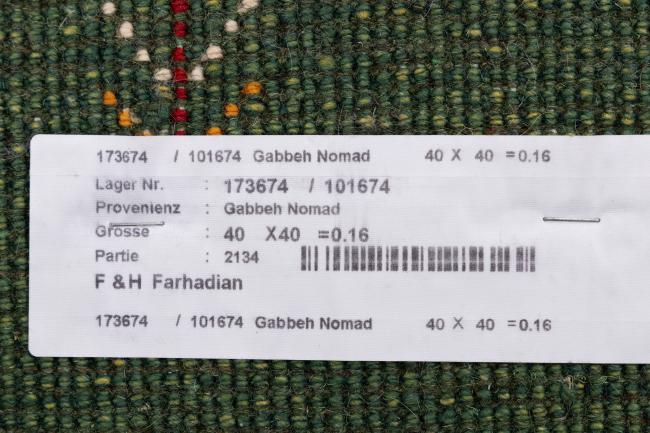 173674 / 101674 Gabbeh Nomad 40 X 40 =0.16
Lager Nr. : 173674 / 101674
Provenienz : Gabbeh Nomad
Grösse : 40 X40 =0.16
Partie : 2134
F &H Farhadian
173674 / 101674 Gabbeh Nomad 40 X 40 =0.16